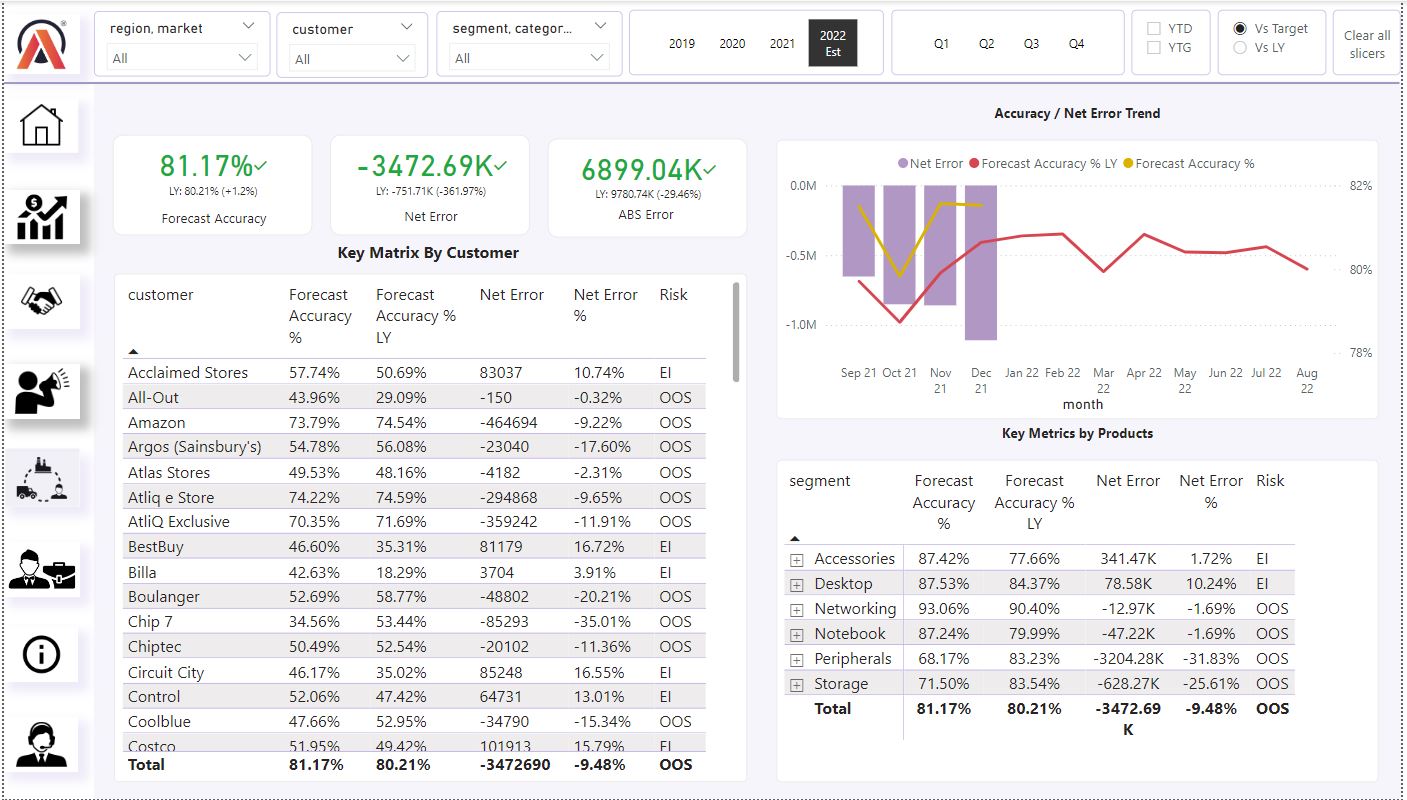 region, market
All
customer
All
segment, categor...
All
2019 2020 2021 2022
Est
Q1 Q2 Q3 Q4
YTD
YTG
Vs Target
Vs LY
Clear all
slicers
81.17%
LY: 80.21% (+1.2%)
Forecast Accuracy
-3472.69K
LY: -751.71K (-361.97%)
Net Error
6899.04K
LY: 9780.74K (-29.46%)
ABS Error
Key Matrix By Customer
customer Forecast Forecast Net Error Net Error Risk
Accuracy Accuracy % %
% LY
Acclaimed Stores 57.74% 50.69% 83037 10.74% EI
All-Out 43.96% 29.09% -150 -0.32% OOS
Amazon 73.79% 74.54% -464694 -9.22% OOS
Argos (Sainsbury's) 54.78% 56.08% -23040 -17.60% OOS
Atlas Stores 49.53% 48.16% -4182 -2.31% OOS
Atliq e Store 74.22% 74.59% -294868 -9.65% OOS
AtliQ Exclusive 70.35% 71.69% -359242 -11.91% OOS
BestBuy 46.60% 35.31% 81179 16.72% EI
Billa 42.63% 18.29% 3704 3.91% EI
Boulanger 52.69% 58.77% -48802 -20.21% OOS
Chip 7 34.56% 53.44% -85293 -35.01% OOS
Chiptec 50.49% 52.54% -20102 -11.36% OOS
Circuit City 46.17% 35.02% 85248 16.55% EI
Control 52.06% 47.42% 64731 13.01% EI
Coolblue 47.66% 52.95% -34790 -15.34% OOS
Costco 51.95% 49.42% 101913 15.79% EI
Total 81.17% 80.21% -3472690 -9.48% OOS
Accuracy / Net Error Trend
Net Error Forecast Accuracy % LY Forecast Accuracy %
0.0M 82%
-0.5M 80%
-1.0M
78%
Sep 21 Oct 21 Nov Dec Jan 22 Feb 22 Mar Apr 22 May Jun 22 Jul 22 Aug
21 21 22 22 22
month
Key Metrics by Products
segment Forecast Forecast Net Error Net Error Risk
Accuracy Accuracy % %
% LY
Accessories 87.42% 77.66% 341.47K 1.72% EI
Desktop 87.53% 84.37% 78.58K 10.24% EI
Networking 93.06% 90.40% -12.97K -1.69% OOS
Notebook 87.24% 79.99% -47.22K -1.69% OOS
Peripherals 68.17% 83.23% -3204.28K -31.83% OOS
Storage 71.50% 83.54% -628.27K -25.61% OOS
Total 81.17% 80.21% -3472.69 -9.48% OOS
K